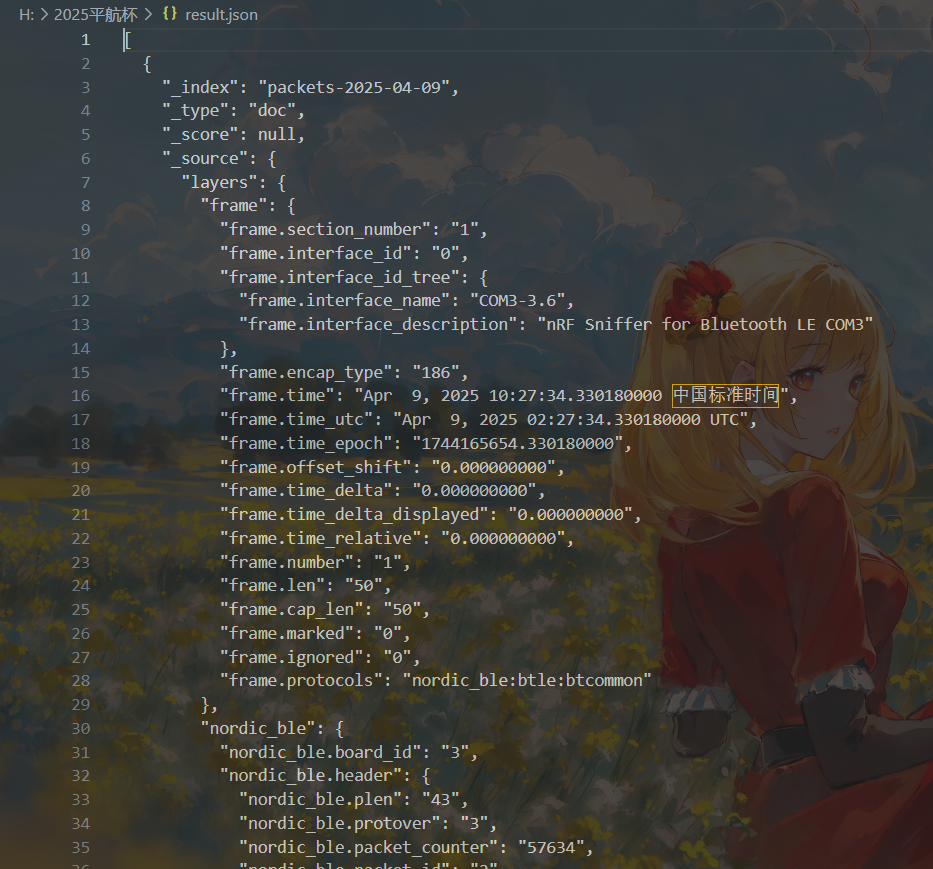 H: > 2025平航杯 > {} result.json
1 [
2 {
3 "_index": "packets-2025-04-09",
4 "_type": "doc",
5 "_score": null,
6 "_source": {
7 "layers": {
8 "frame": {
9 "frame.section_number": "1",
10 "frame.interface_id": "0",
11 "frame.interface_id_tree": {
12 "frame.interface_name": "COM3-3.6",
13 "frame.interface_description": "nRF Sniffer for Bluetooth LE COM3"
14 },
15 "frame.encap_type": "186",
16 "frame.time": "Apr  9, 2025 10:27:34.330180000 中国标准时间",
17 "frame.time_utc": "Apr  9, 2025 02:27:34.330180000 UTC",
18 "frame.time_epoch": "1744165654.330180000",
19 "frame.offset_shift": "0.000000000",
20 "frame.time_delta": "0.000000000",
21 "frame.time_delta_displayed": "0.000000000",
22 "frame.time_relative": "0.000000000",
23 "frame.number": "1",
24 "frame.len": "50",
25 "frame.cap_len": "50",
26 "frame.marked": "0",
27 "frame.ignored": "0",
28 "frame.protocols": "nordic_ble:btle:btcommon"
29 },
30 "nordic_ble": {
31 "nordic_ble.board_id": "3",
32 "nordic_ble.header": {
33 "nordic_ble.plen": "43",
34 "nordic_ble.protover": "3",
35 "nordic_ble.packet_counter": "57634",